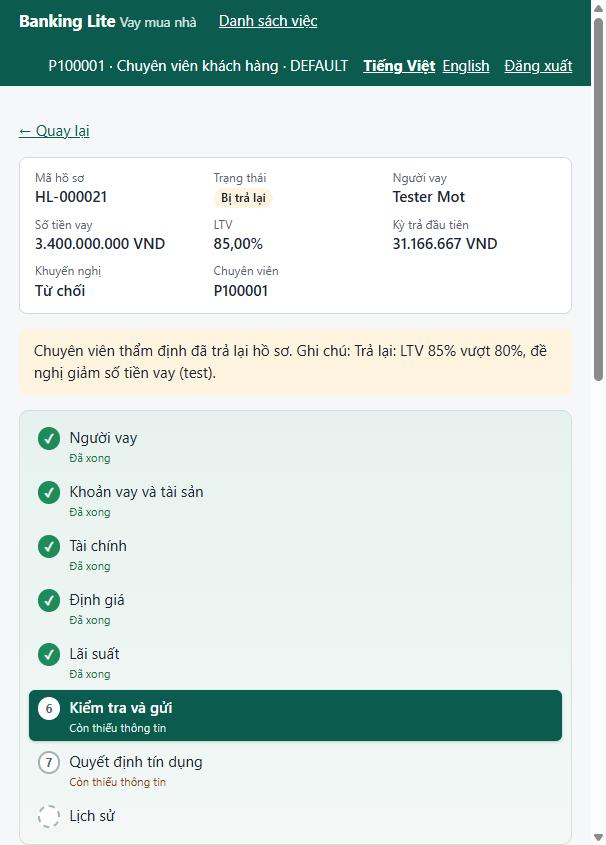 Banking Lite Vay mua nhà Danh sách việc
P100001 · Chuyên viên khách hàng · DEFAULT Tiếng Việt English Đăng xuất
← Quay lại
Mã hồ sơ Trạng thái Người vay
HL-000021 Bị trả lại Tester Mot
Số tiền vay LTV Kỳ trả đầu tiên
3.400.000.000 VND 85,00% 31.166.667 VND
Khuyến nghị Chuyên viên
Từ chối P100001
Chuyên viên thẩm định đã trả lại hồ sơ. Ghi chú: Trả lại: LTV 85% vượt 80%, đề
nghị giảm số tiền vay (test).
Người vay
Đã xong
Khoản vay và tài sản
Đã xong
Tài chính
Đã xong
Định giá
Đã xong
Lãi suất
Đã xong
6 Kiểm tra và gửi
Còn thiếu thông tin
7 Quyết định tín dụng
Còn thiếu thông tin
Lịch sử